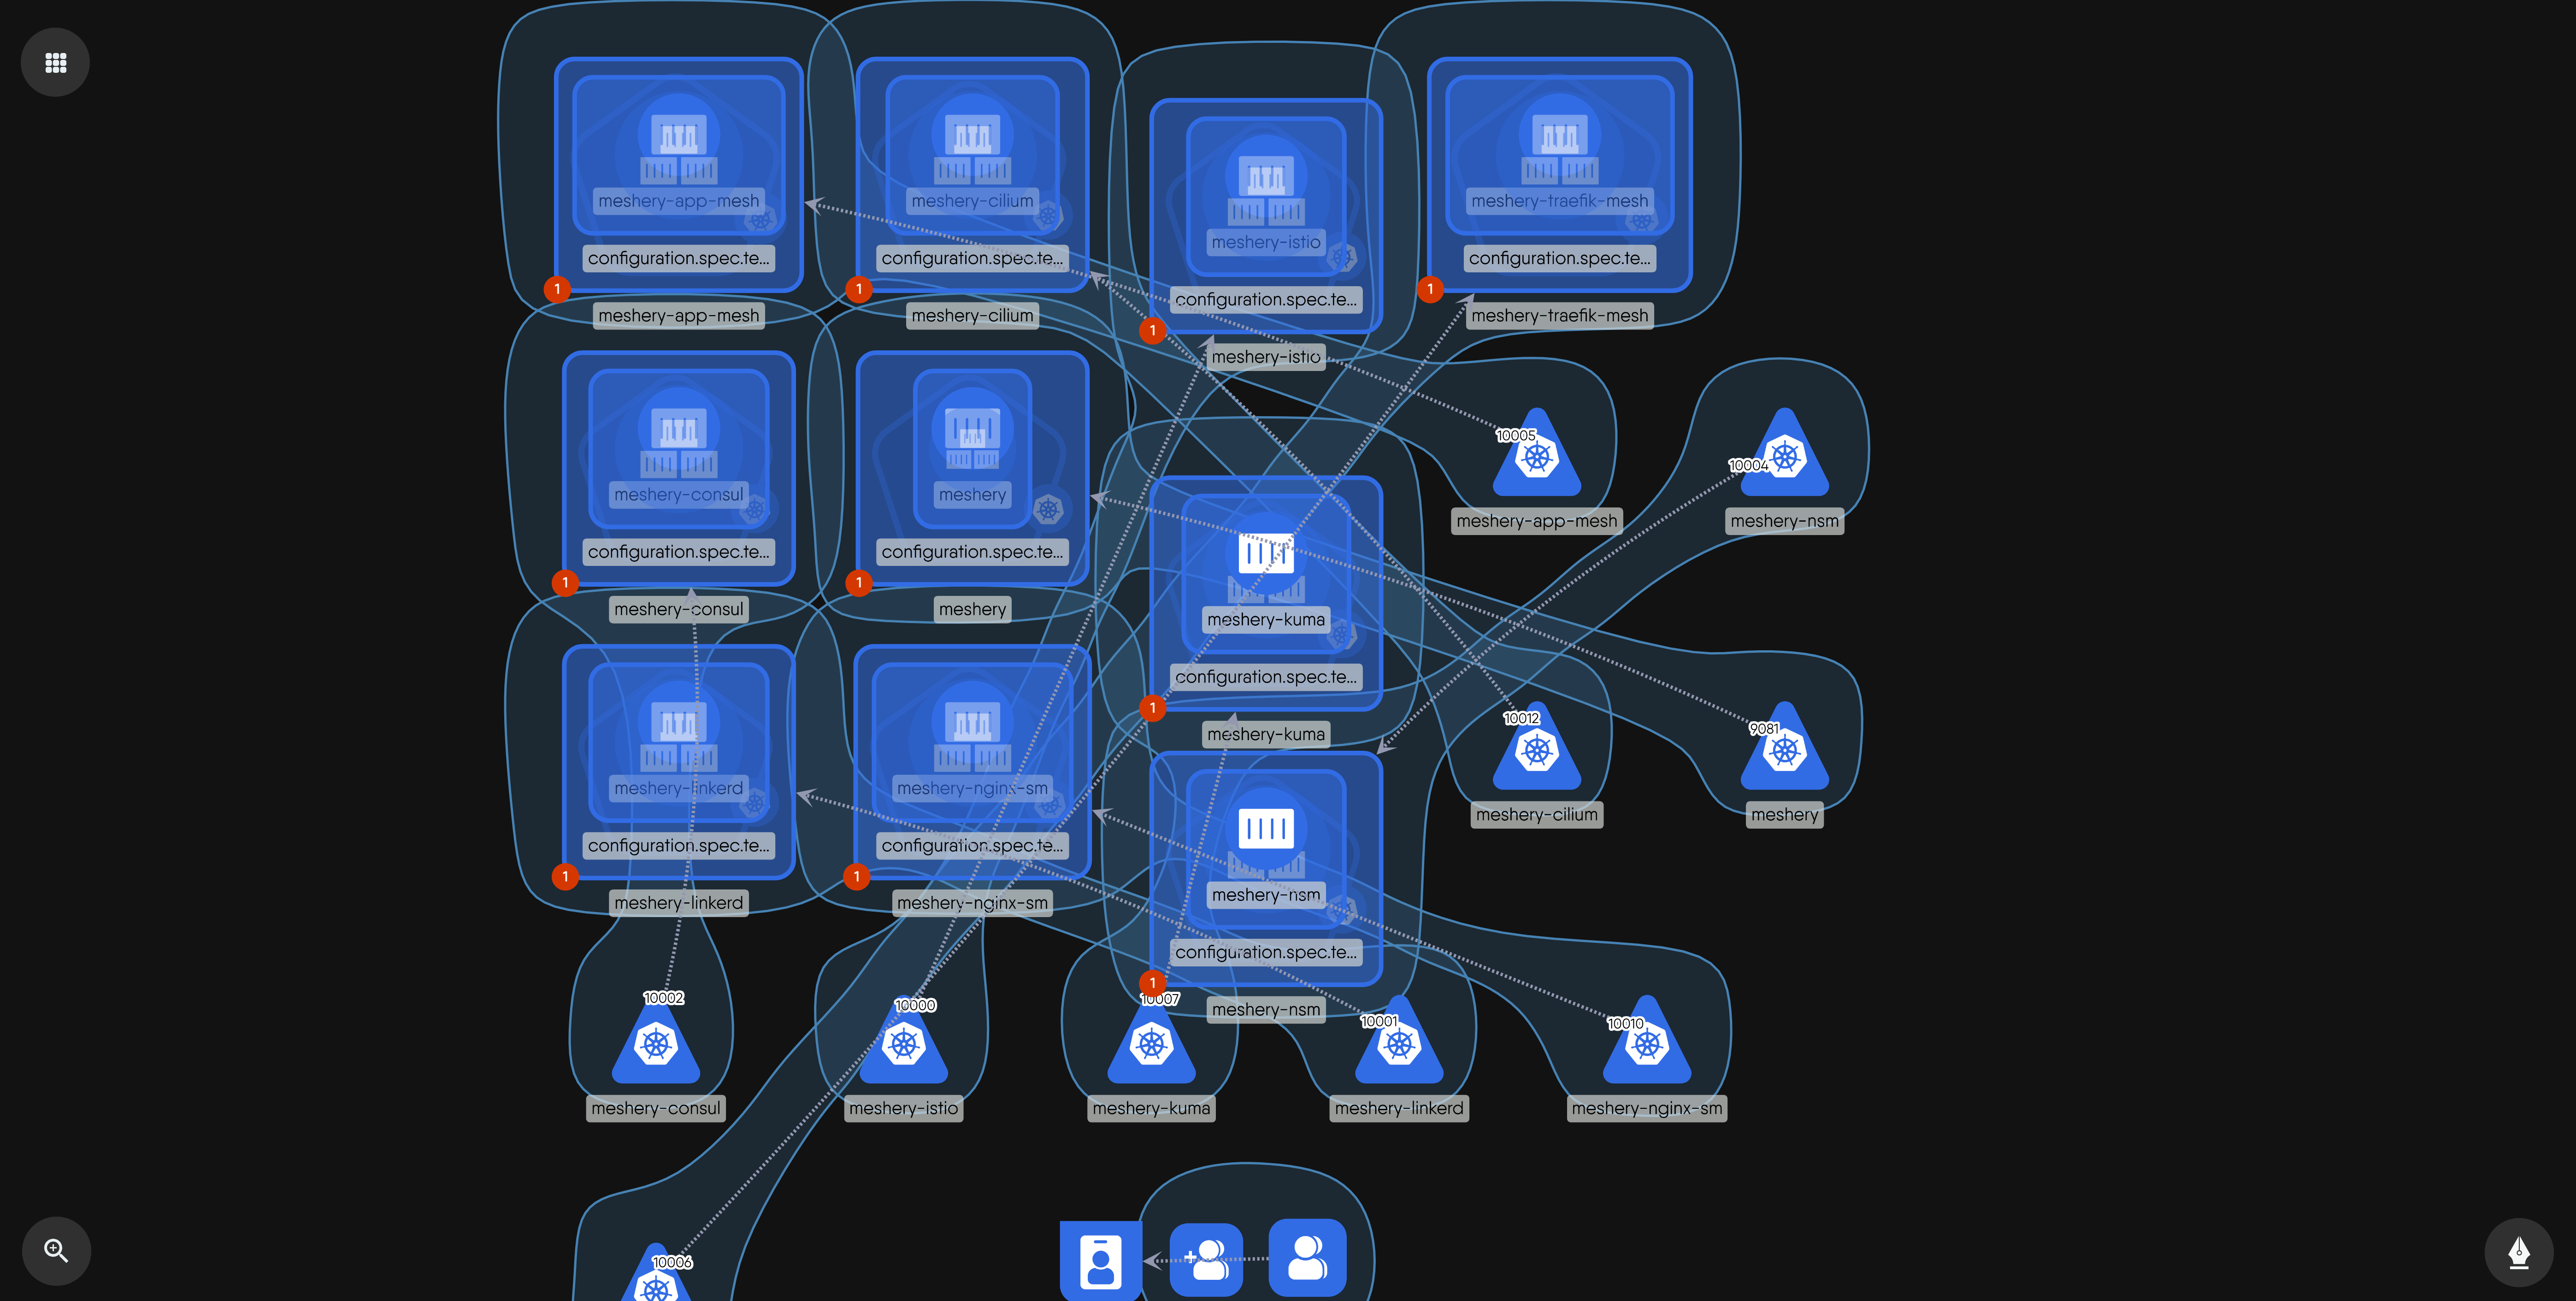 meshery-app-mesh
configuration.spec.te...
1
meshery-app-mesh
meshery-cilium
configuration.spec.te...
1
meshery-cilium
meshery-istio
configuration.spec.te...
1
meshery-istio
meshery-traefik-mesh
configuration.spec.te...
1
meshery-traefik-mesh
meshery-consul
configuration.spec.te...
1
meshery-consul
meshery
configuration.spec.te...
1
meshery
meshery-kuma
configuration.spec.te...
1
meshery-kuma
10005
meshery-app-mesh
10004
meshery-nsm
meshery-linkerd
configuration.spec.te...
1
meshery-linkerd
meshery-nginx-sm
configuration.spec.te...
1
meshery-nginx-sm
meshery-nsm
configuration.spec.te...
1
meshery-nsm
10012
meshery-cilium
9081
meshery
10002
meshery-consul
10000
meshery-istio
10007
meshery-kuma
10001
meshery-linkerd
10010
meshery-nginx-sm
10006